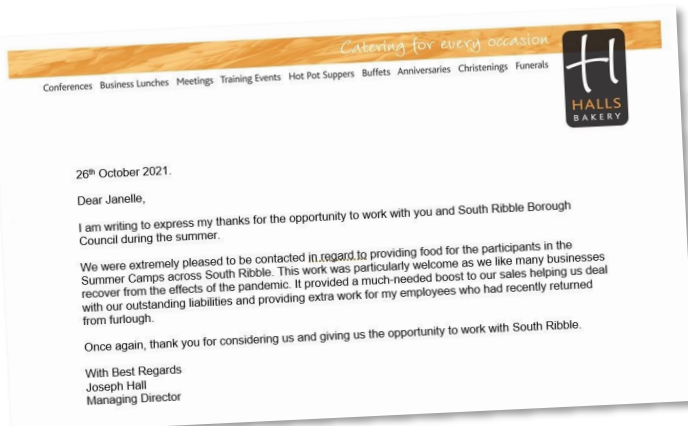 Catering for every occasion
Conferences Business Lunches Meetings Training Events Hot Pot Suppers Buffets Anniversaries Christenings Funerals
H
HALLS
BAKERY
26th October 2021.
Dear Janelle,
I am writing to express my thanks for the opportunity to work with you and South Ribble Borough
Council during the summer.
We were extremely pleased to be contacted in regard to providing food for the participants in the
Summer Camps across South Ribble. This work was particularly welcome as we like many businesses
recover from the effects of the pandemic. It provided a much-needed boost to our sales helping us deal
with our outstanding liabilities and providing extra work for my employees who had recently returned
from furlough.
Once again, thank you for considering us and giving us the opportunity to work with South Ribble.
With Best Regards
Joseph Hall
Managing Director